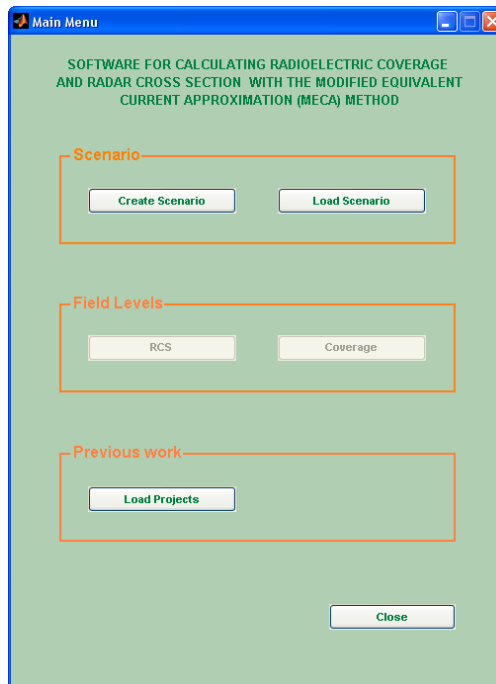 Main Menu
SOFTWARE FOR CALCULATING RADIOELECTRIC COVERAGE
AND RADAR CROSS SECTION WITH THE MODIFIED EQUIVALENT
CURRENT APPROXIMATION (MECA) METHOD
Scenario
Create Scenario
Load Scenario
Field Levels
RCS
Coverage
Previous work
Load Projects
Close